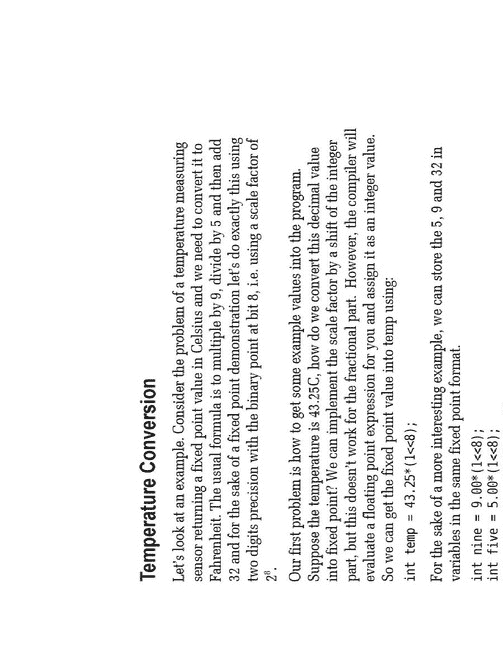 Temperature Conversion
Let's look at an example. Consider the problem of a temperature measuring
sensor returning a fixed point value in Celsius and we need to convert it to
Fahrenheit. The usual formula is to multiple by 9, divide by 5 and then add
32 and for the sake of a fixed point demonstration let's do exactly this using
two digits precision with the binary point at bit 8, i.e. using a scale factor of
2⁸.
Our first problem is how to get some example values into the program.
Suppose the temperature is 43.25C, how do we convert this decimal value
into fixed point? We can implement the scale factor by a shift of the integer
part, but this doesn't work for the fractional part. However, the compiler will
evaluate a floating point expression for you and assign it as an integer value.
So we can get the fixed point value into temp using:
int temp = 43.25*(1<<8);
For the sake of a more interesting example, we can store the 5, 9 and 32 in
variables in the same fixed point format.
int nine = 9.00*(1<<8);
int five = 5.00*(1<<8);